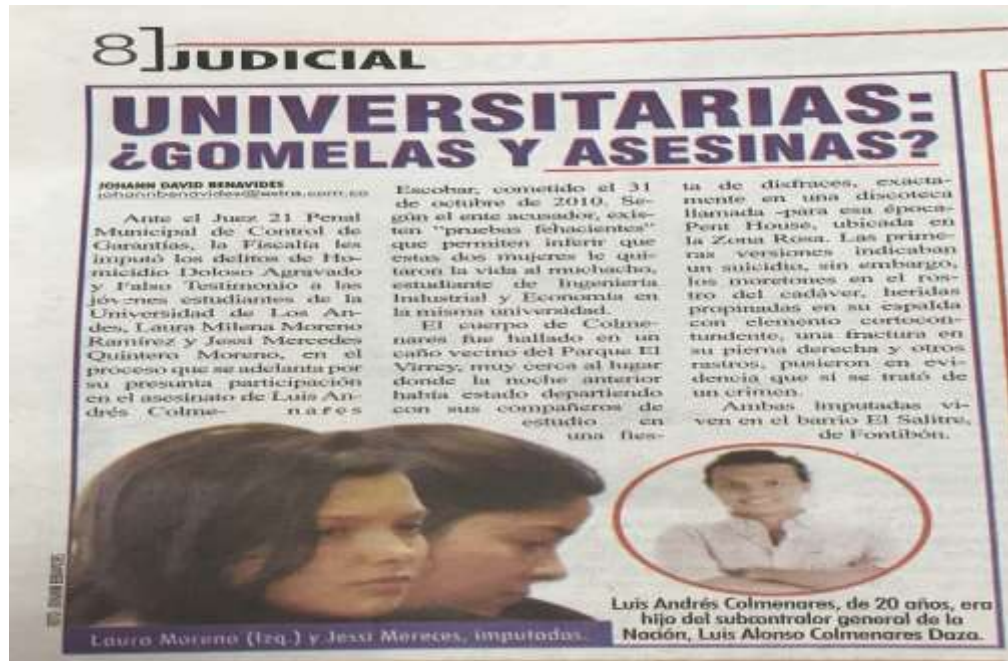 8]JUDICIAL
UNIVERSITARIAS:
¿GOMELAS Y ASESINAS?
JOHANN DAVID BENAVIDES
Ante el Juez 21 Penal
Municipal de Control de
Garantías, la Fiscalía les
imputó los delitos de Ho-
micidio Doloso Agravado
y Falso Testimonio a las
jóvenes estudiantes de la
Universidad de Los An-
des, Laura Milena Moreno
Ramírez y Jessi Mercedes
Quintero Moreno, en el
proceso que se adelanta por
su presunta participación
en el asesinato de Luis An-
drés Colme- nares
Escobar, cometido el 31
de octubre de 2010. Se-
gún el ente acusador, exis-
ten "pruebas fehacientes"
que permiten inferir que
estas dos mujeres le qui-
taron la vida al muchacho,
estudiante de Ingeniería
Industrial y Economía en
la misma universidad.
El cuerpo de Colme-
nares fue hallado en un
caño vecino del Parque El
Virrey, muy cerca al lugar
donde la noche anterior
había estado departiendo
con sus compañeros de
estudio en
una fies-
ta de disfraces, exacta-
mente en una discoteca
llamada -para esa época-
Pent House, ubicada en
la Zona Rosa. Las prime-
ras versiones indicaban
un suicidio, sin embargo,
los moretones en el ros-
tro del cadáver, heridas
propinadas en su espalda
con elemento cortocon-
tundente, una fractura en
su pierna derecha y otros
rastros, pusieron en evi-
dencia que sí se trató de
un crimen.
Ambas imputadas vi-
ven en el barrio El Salitre,
de Fontibón.
Laura Moreno (Izq.) y Jessi Mereces, imputadas.
Luis Andrés Colmenares, de 20 años, era
hijo del subcontralor general de la
Nación, Luis Alonso Colmenares Daza.